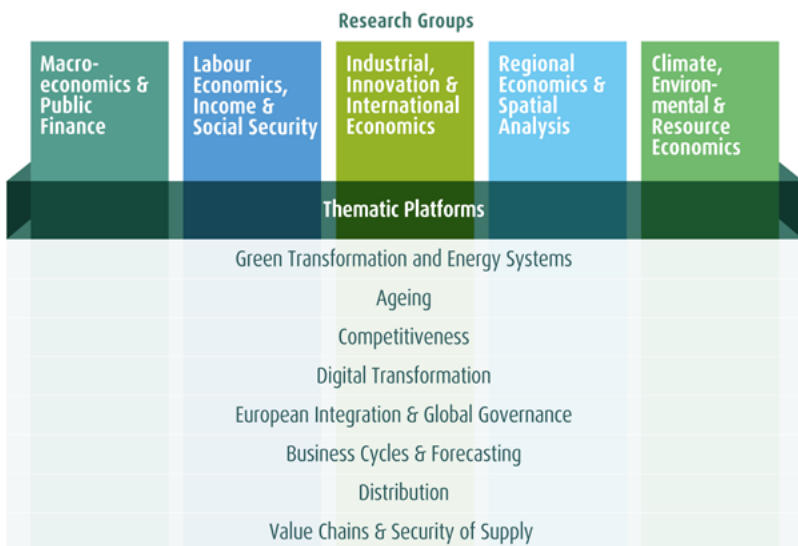 Research Groups
Macro-
economics &
Public
Finance
Labour
Economics,
Income &
Social Security
Industrial,
Innovation &
International
Economics
Regional
Economics &
Spatial
Analysis
Climate,
Environ-
mental &
Resource
Economics
Thematic Platforms
Green Transformation and Energy Systems
Ageing
Competitiveness
Digital Transformation
European Integration & Global Governance
Business Cycles & Forecasting
Distribution
Value Chains & Security of Supply